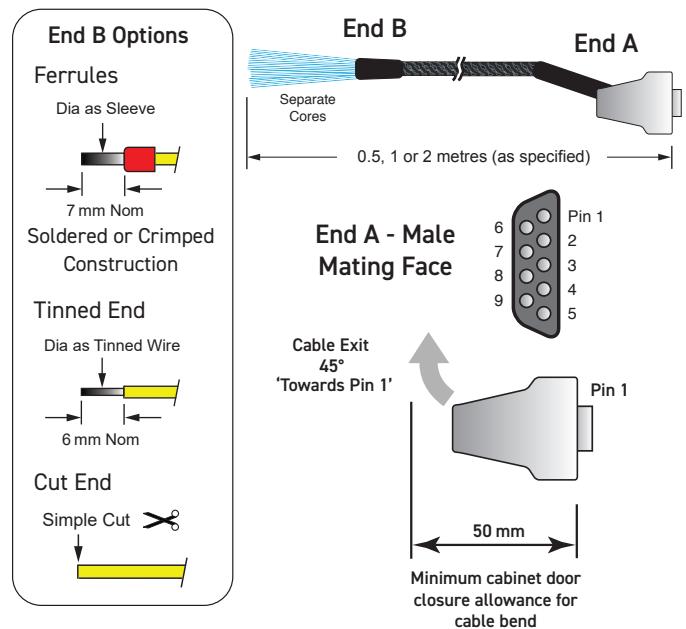 End B Options
Ferrules
Dia as Sleeve
7 mm Nom
Soldered or Crimped
Construction
Tinned End
Dia as Tinned Wire
6 mm Nom
Cut End
Simple Cut
End B
End A
Separate
Cores
0.5, 1 or 2 metres (as specified)
End A - Male
Mating Face
Pin 1
6
2
7
3
8
4
9
5
Cable Exit
45°
‘Towards Pin 1’
Pin 1
50 mm
Minimum cabinet door
closure allowance for
cable bend